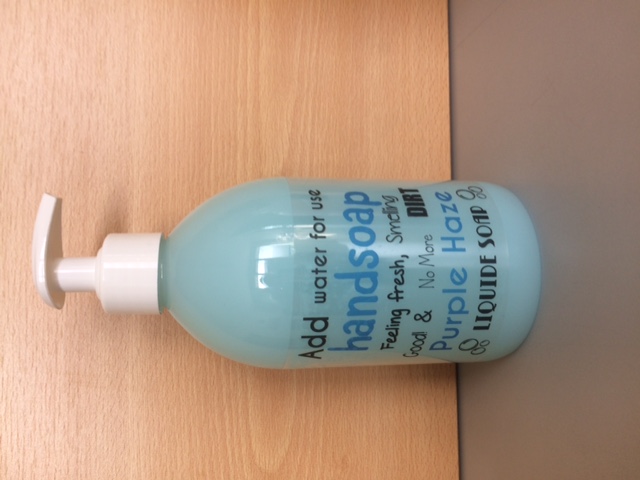 Add water for use
handsoap
Feeling fresh, Smelling
Good! & No More DIRT
Purple Haze
LIQUIDE SOAP